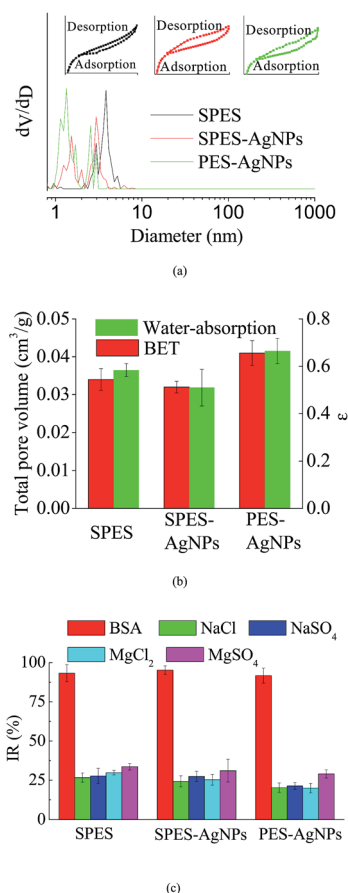 Desorption Desorption Desorption
Adsorption Adsorption Adsorption
dV/dD
SPES
SPES-AgNPs
PES-AgNPs
1 10 100 1000
Diameter (nm)
(a)
0.05 0.8
Water-absorption
BET
0.04
0.6
0.03
0.4
0.02
0.2
0.01
0.00 0.0
Total pore volume (cm³/g)
ε
SPES SPES- PES-
AgNPs AgNPs
(b)
BSA NaCl NaSO₄
MgCl₂ MgSO₄
100
75
50
25
0
IR (%)
SPES SPES-AgNPs PES-AgNPs
(c)